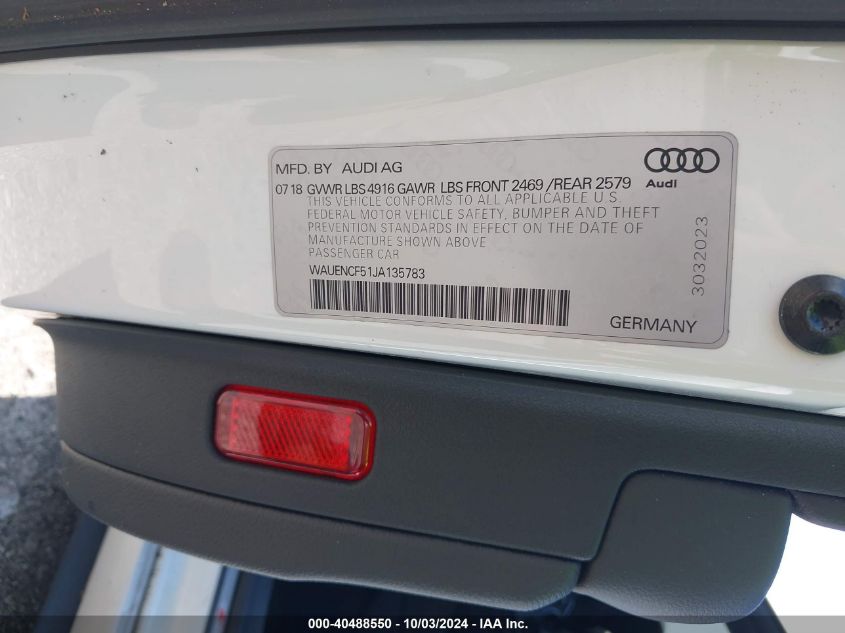 MFD. BY AUDI AG
Audi
07 18 GVWR LBS 4916 GAWR LBS FRONT 2469 /REAR 2579
THIS VEHICLE CONFORMS TO ALL APPLICABLE U S
FEDERAL MOTOR VEHICLE SAFETY, BUMPER AND THEFT
PREVENTION STANDARDS IN EFFECT ON THE DATE OF
MANUFACTURE SHOWN ABOVE
PASSENGER CAR
WAUENCF51JA135783
3032023
GERMANY
000-40488550 - 10/03/2024 - IAA Inc.